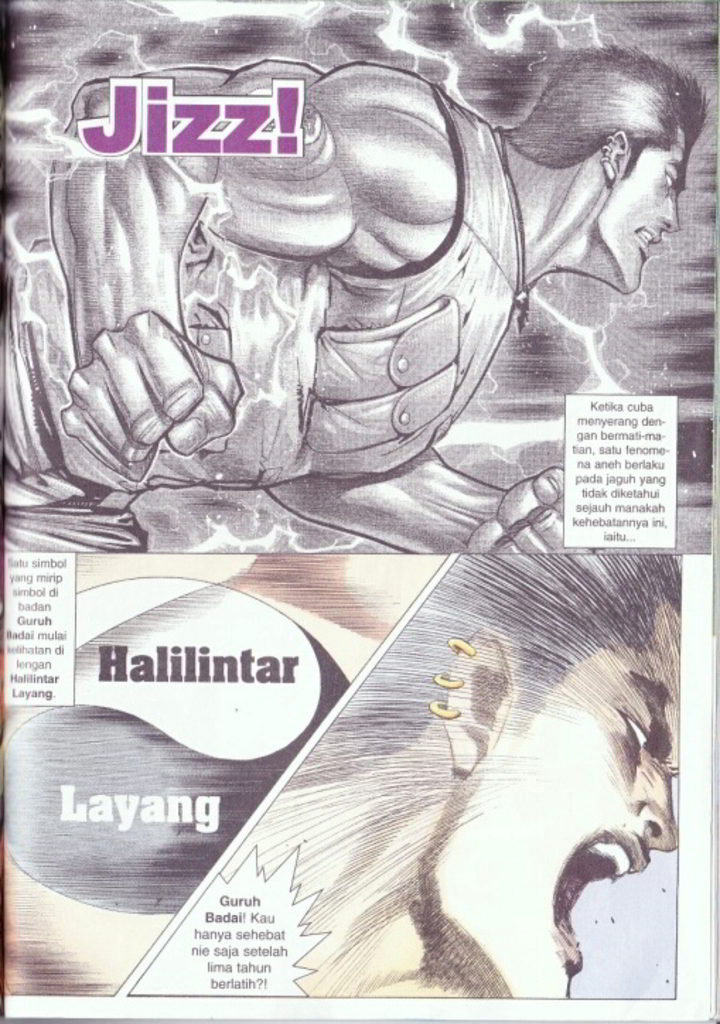 Jizz!
Ketika cuba
menyerang den-
gan bermati-ma-
tian, satu fenome-
na aneh berlaku
pada jaguh yang
tidak diketahui
sejauh manakah
kehebatannya ini,
iaitu...
Satu simbol
yang mirip
simbol di
badan
Guruh
Badai mulai
kelihatan di
lengan
Halilintar
Layang.
Halilintar
Layang
Guruh
Badai! Kau
hanya sehebat
nie saja setelah
lima tahun
berlatih?!